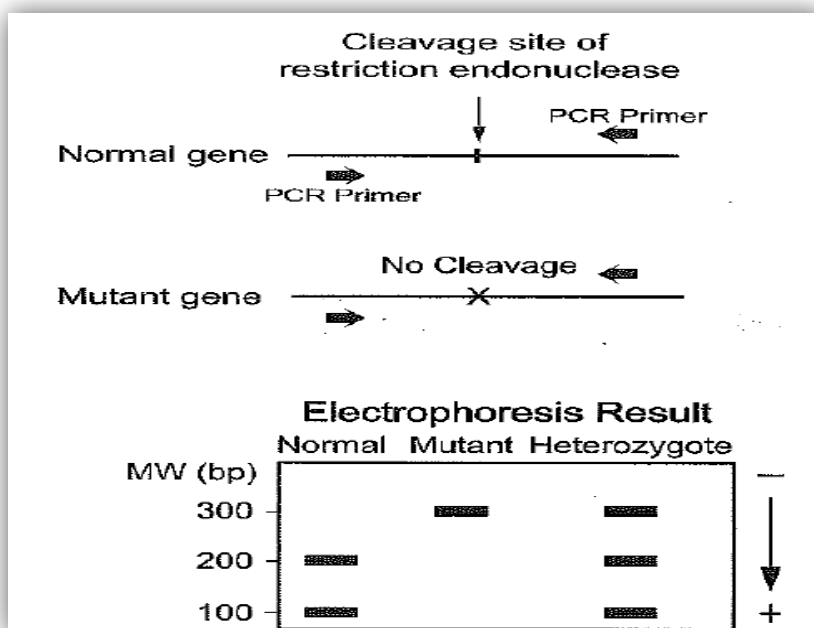 Cleavage site of
restriction endonuclease
PCR Primer
Normal gene
PCR Primer
No Cleavage
Mutant gene
X
Electrophoresis Result
Normal Mutant Heterozygote
MW (bp)
−
300
200
100
+